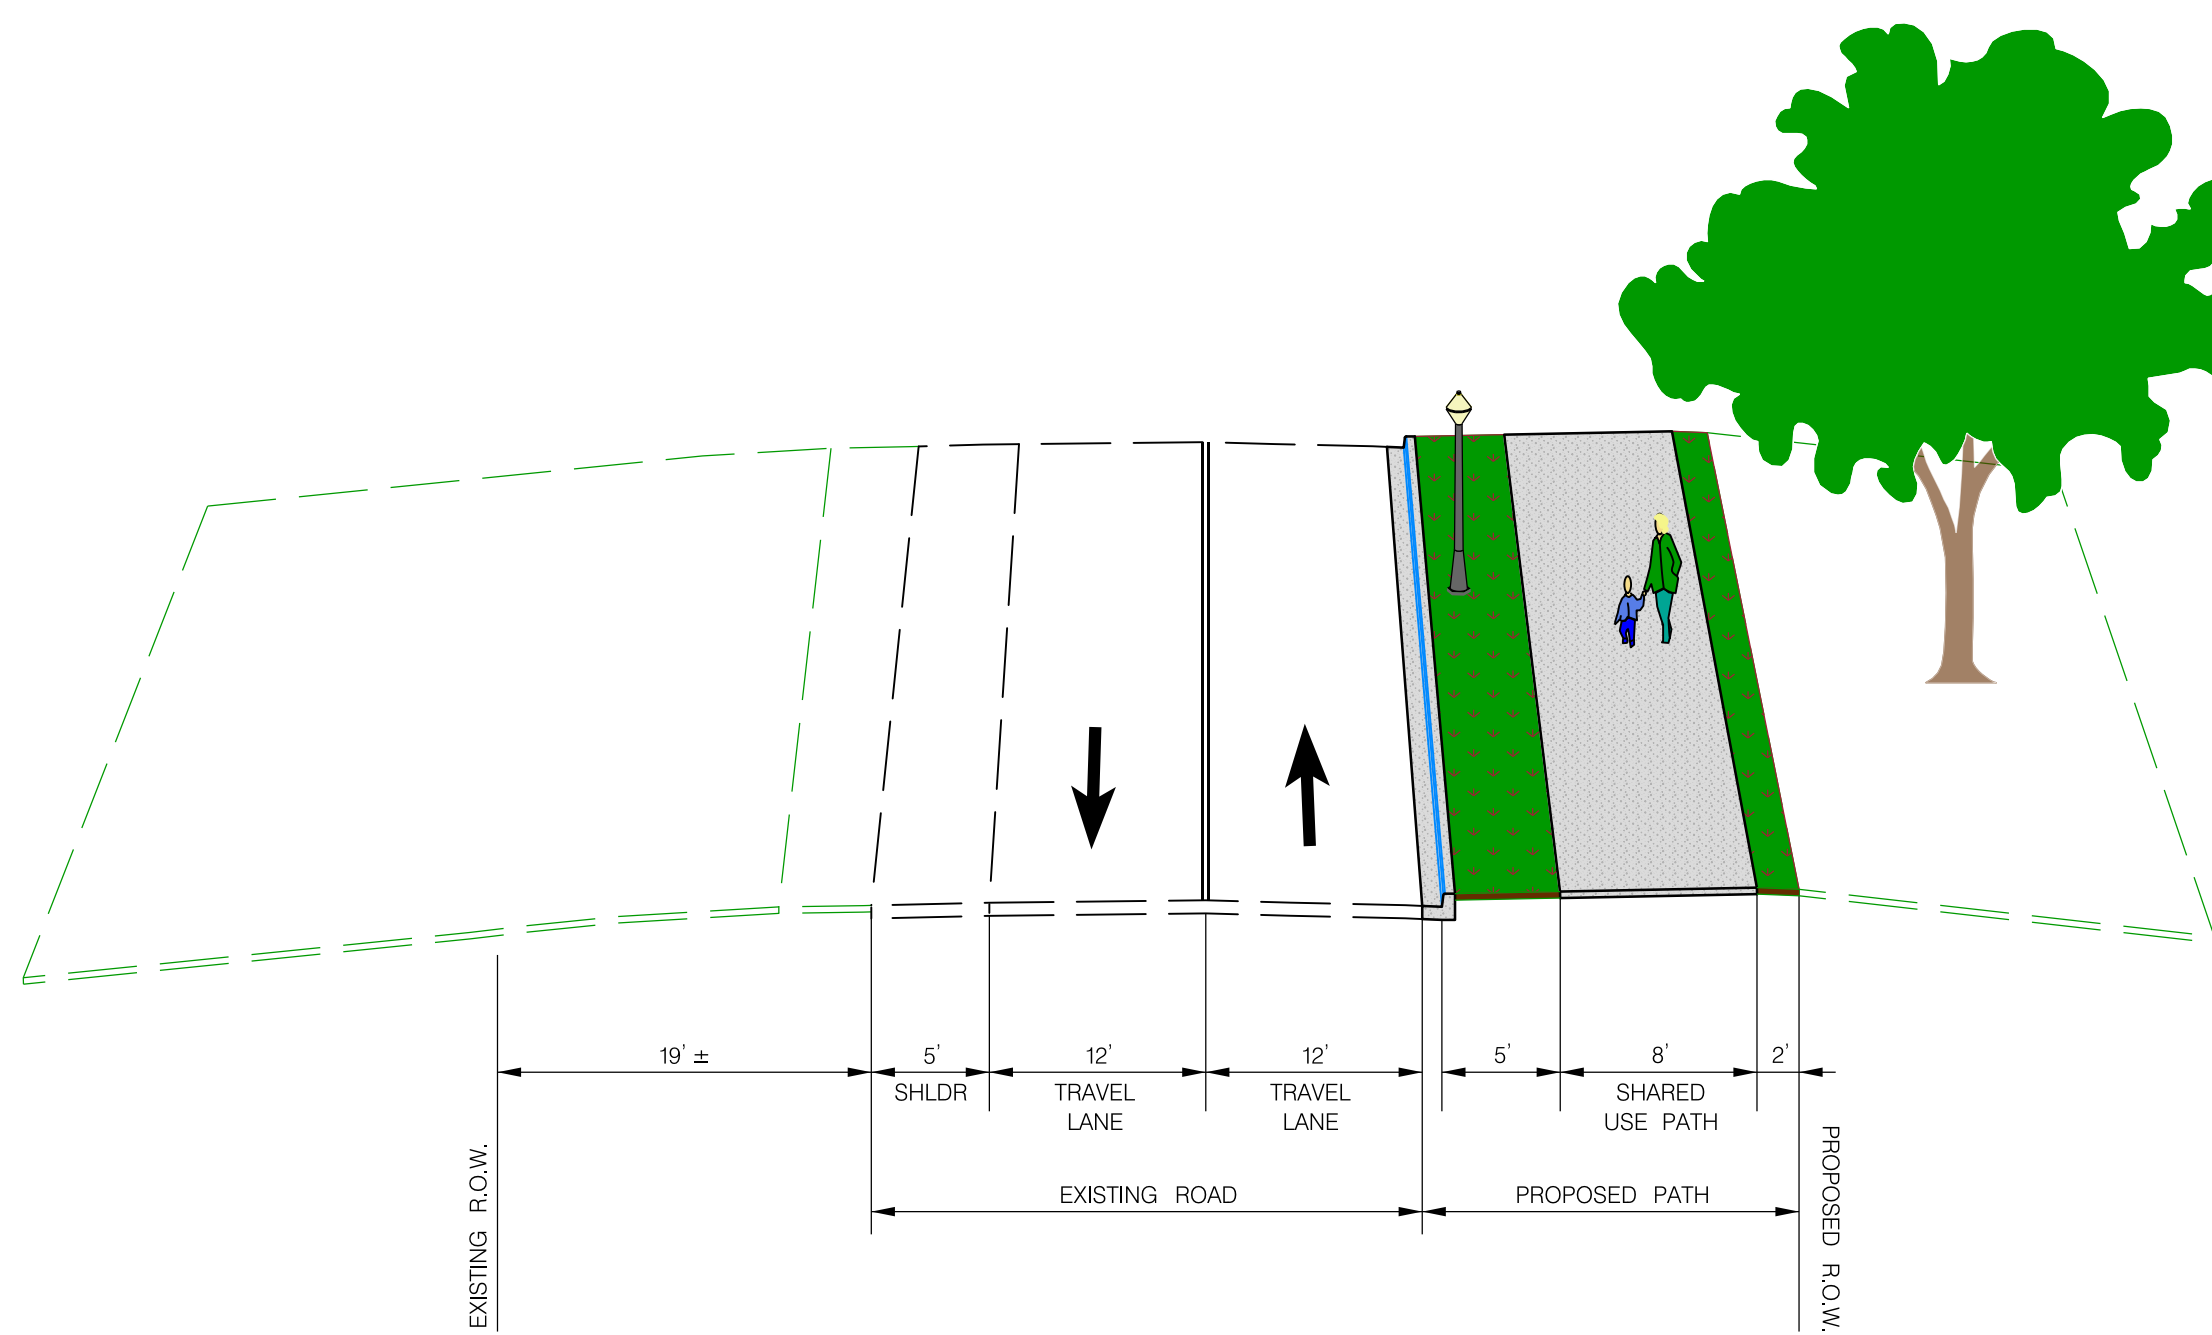 19' ±
5'
12'
12'
5'
8'
2'
SHLDR
TRAVEL
LANE
TRAVEL
LANE
SHARED
USE PATH
EXISTING ROAD
PROPOSED PATH
EXISTING R.O.W.
PROPOSED R.O.W.